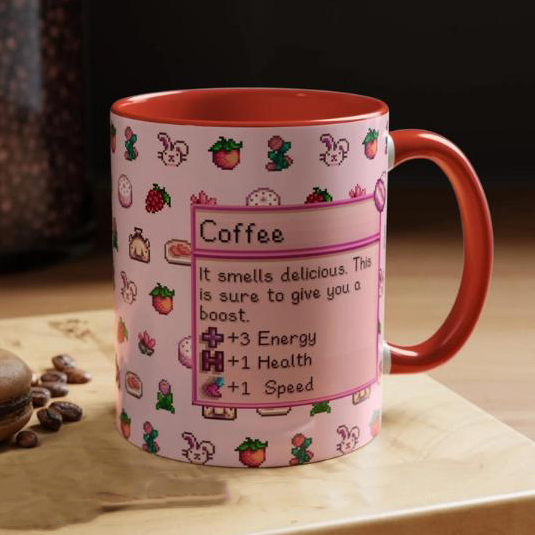 Coffee
It smells delicious. This
is sure to give you a
boost.
+3 Energy
+1 Health
+1 Speed